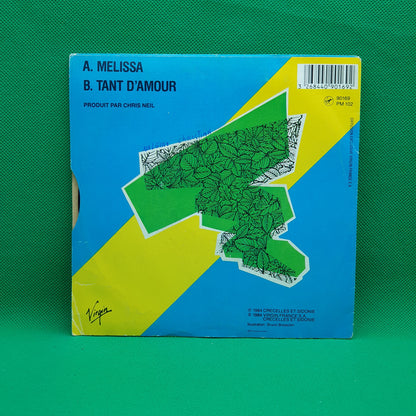 A. MELISSA
B. TANT D'AMOUR
PRODUIT PAR CHRIS NEIL
3 268440 901692
90169
PM 102
Virgin
℗ 1984 CRECELLES ET SIDONIE
© 1984 VIRGIN FRANCE S.A.
CRECELLES ET SIDONIE